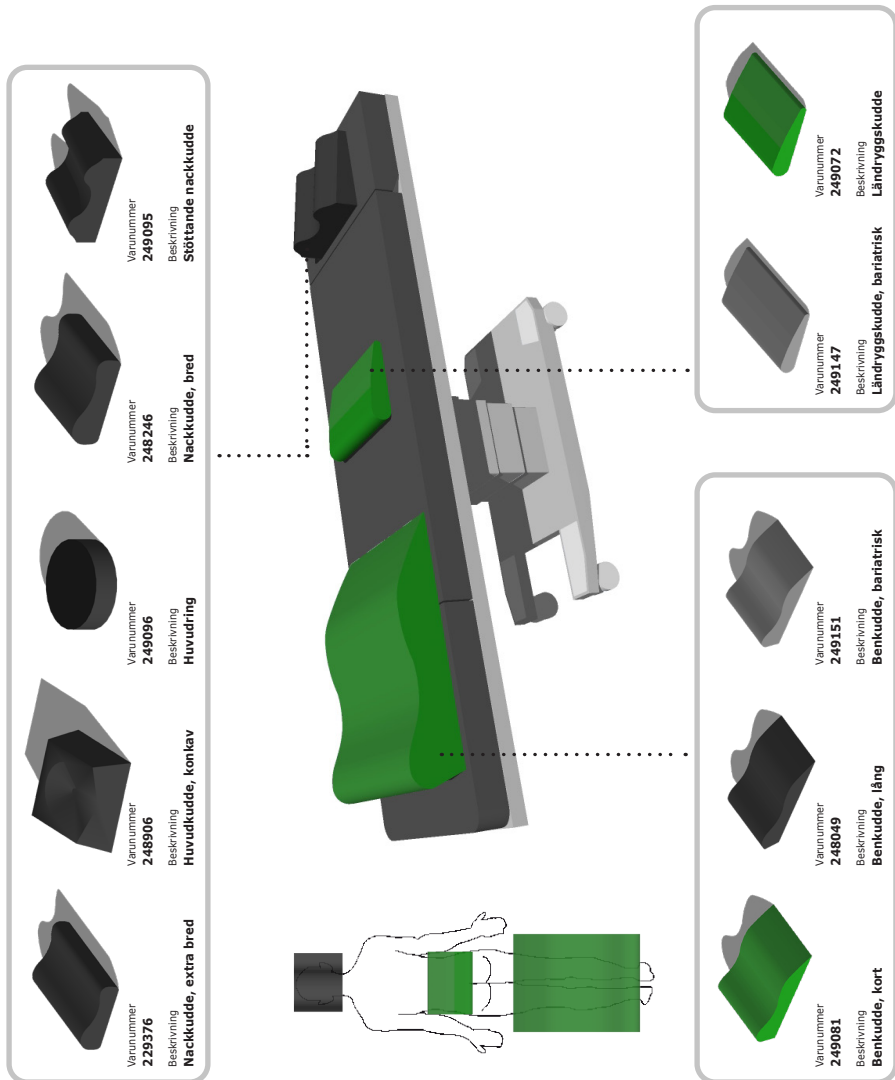 Varunummer
229376
Beskrivning
Nackkudde, extra bred
Varunummer
248906
Beskrivning
Huvudkudde, konkav
Varunummer
249096
Beskrivning
Huvudring
Varunummer
248246
Beskrivning
Nackkudde, bred
Varunummer
249095
Beskrivning
Stöttande nackkudde
Varunummer
249081
Beskrivning
Benkudde, kort
Varunummer
248049
Beskrivning
Benkudde, lång
Varunummer
249151
Beskrivning
Benkudde, bariatrisk
Varunummer
249147
Beskrivning
Ländryggskudde, bariatrisk
Varunummer
249072
Beskrivning
Ländryggskudde